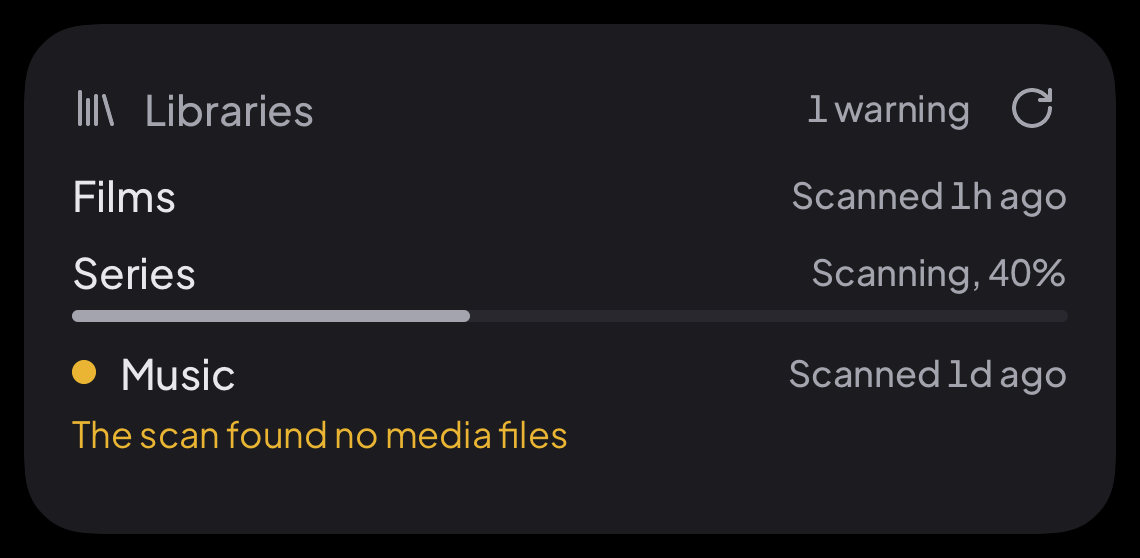 Libraries
1 warning
Films
Scanned 1h ago
Series
Scanning, 40%
Music
Scanned 1d ago
The scan found no media files